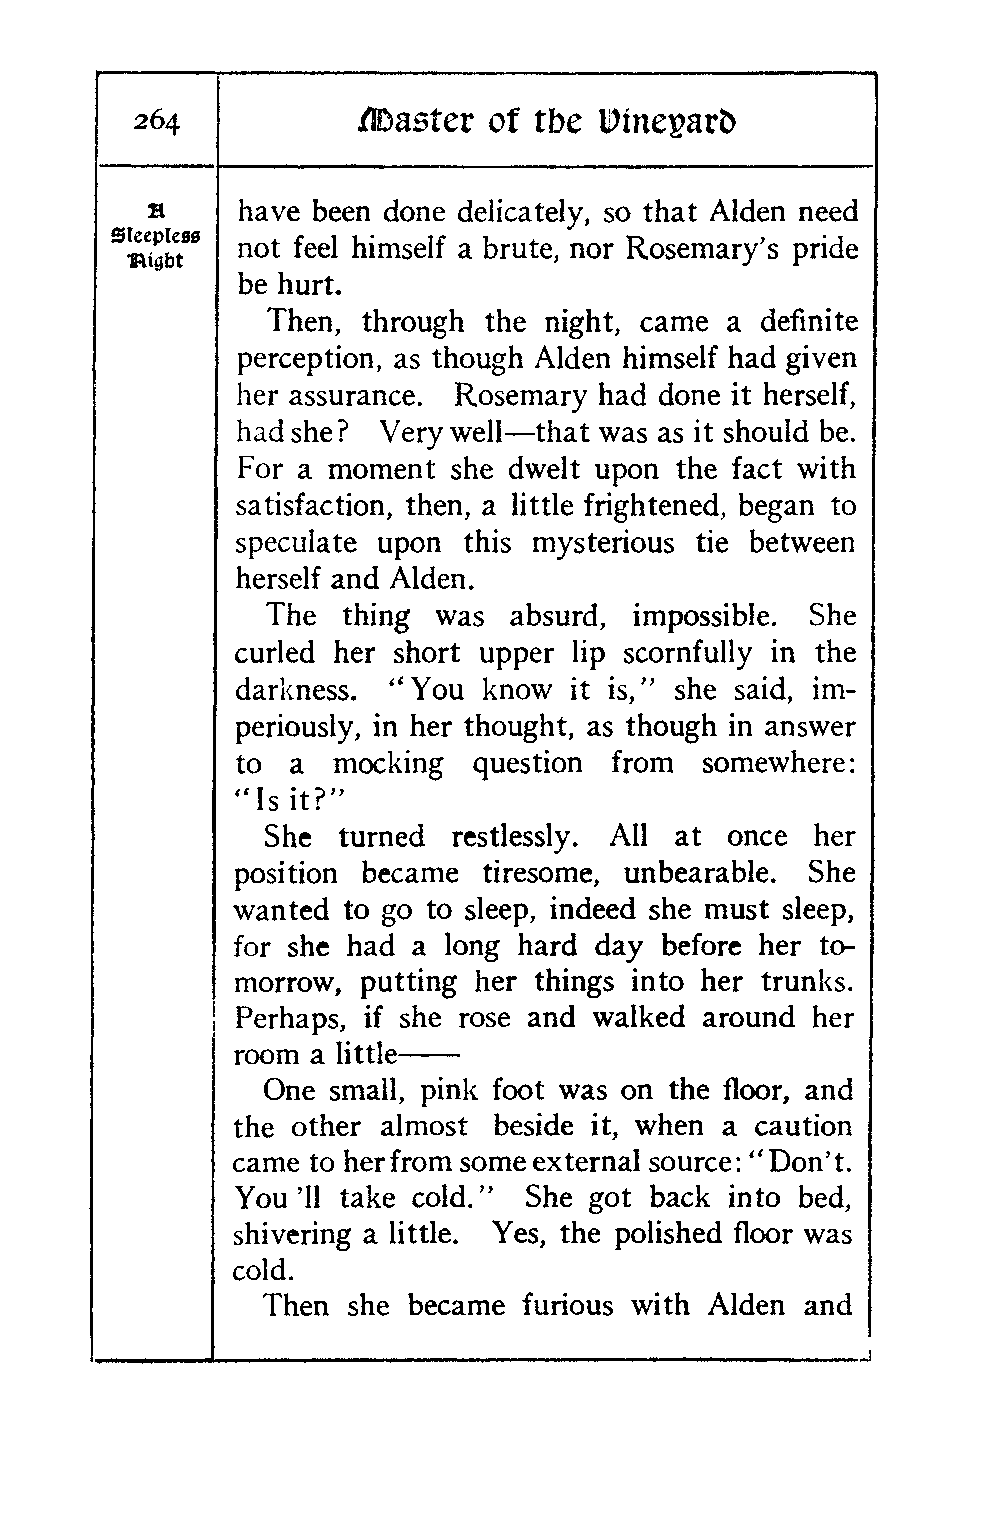 264
Master of the Vineyard
A
Sleepless
Night
have been done delicately, so that Alden need
not feel himself a brute, nor Rosemary's pride
be hurt.
Then, through the night, came a definite
perception, as though Alden himself had given
her assurance. Rosemary had done it herself,
had she? Very well—that was as it should be.
For a moment she dwelt upon the fact with
satisfaction, then, a little frightened, began to
speculate upon this mysterious tie between
herself and Alden.
The thing was absurd, impossible. She
curled her short upper lip scornfully in the
darkness. "You know it is," she said, im-
periously, in her thought, as though in answer
to a mocking question from somewhere:
"Is it?"
She turned restlessly. All at once her
position became tiresome, unbearable. She
wanted to go to sleep, indeed she must sleep,
for she had a long hard day before her to-
morrow, putting her things into her trunks.
Perhaps, if she rose and walked around her
room a little——
One small, pink foot was on the floor, and
the other almost beside it, when a caution
came to her from some external source: "Don't.
You 'll take cold." She got back into bed,
shivering a little. Yes, the polished floor was
cold.
Then she became furious with Alden and